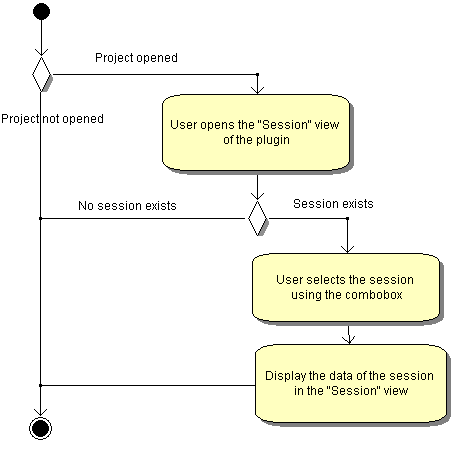 Project opened
Project not opened
User opens the "Session" view
of the plugin
No session exists
Session exists
User selects the session
using the combobox
Display the data of the session
in the "Session" view